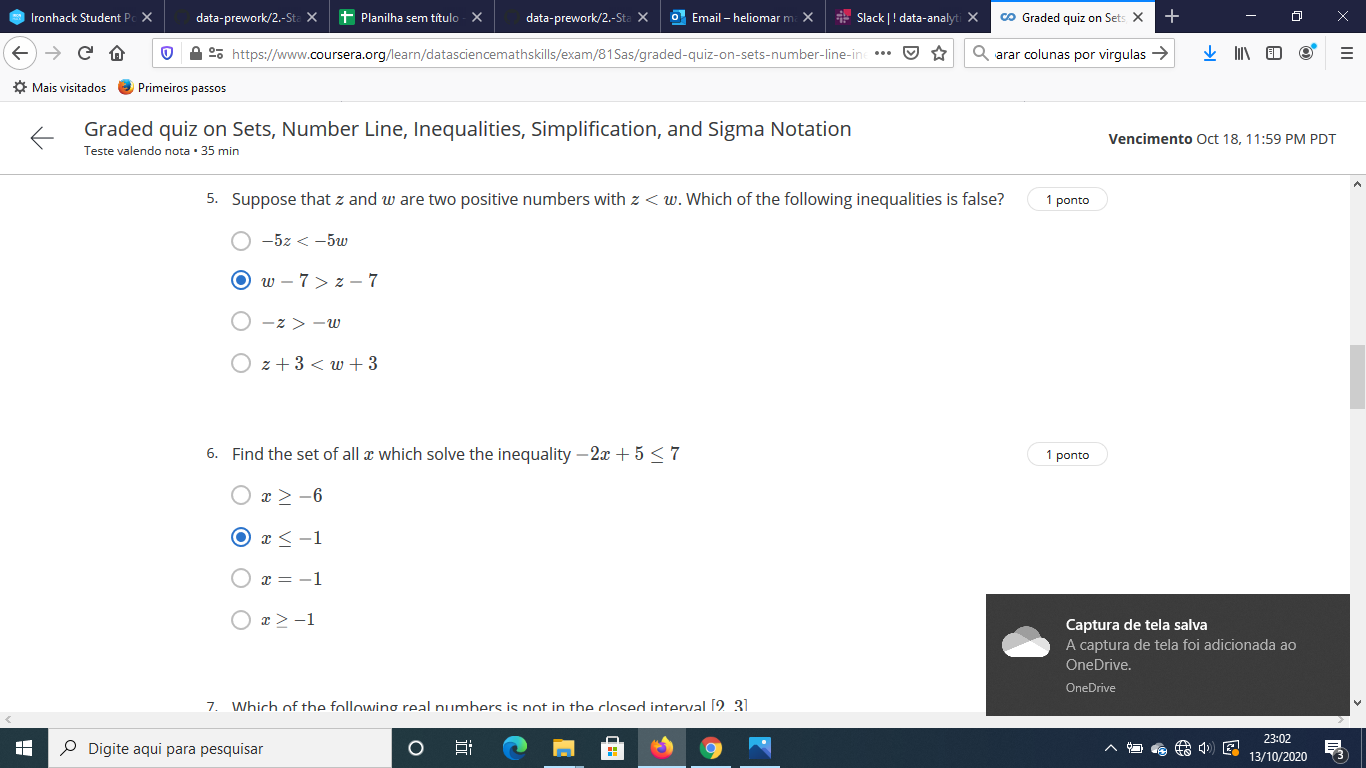 Ironhack Student Po
data-prework/2.-Sta
Planilha sem título -
data-prework/2.-Sta
Email – heliomar m
Slack | ! data-analyti
Graded quiz on Sets,
https://www.coursera.org/learn/datasciencemathskills/exam/81Sas/graded-quiz-on-sets-number-line-in
arar colunas por virgulas
Mais visitados
Primeiros passos
Graded quiz on Sets, Number Line, Inequalities, Simplification, and Sigma Notation
Teste valendo nota • 35 min
Vencimento Oct 18, 11:59 PM PDT
5. Suppose that z and w are two positive numbers with z < w. Which of the following inequalities is false?
1 ponto
−5z < −5w
w − 7 > z − 7
−z > −w
z + 3 < w + 3
6. Find the set of all x which solve the inequality −2x + 5 ≤ 7
1 ponto
x ≥ −6
x ≤ −1
x = −1
x ≥ −1
7. Which of the following real numbers is not in the closed interval [2, 3]
Captura de tela salva
A captura de tela foi adicionada ao
OneDrive.
OneDrive
Digite aqui para pesquisar
23:02
13/10/2020
3